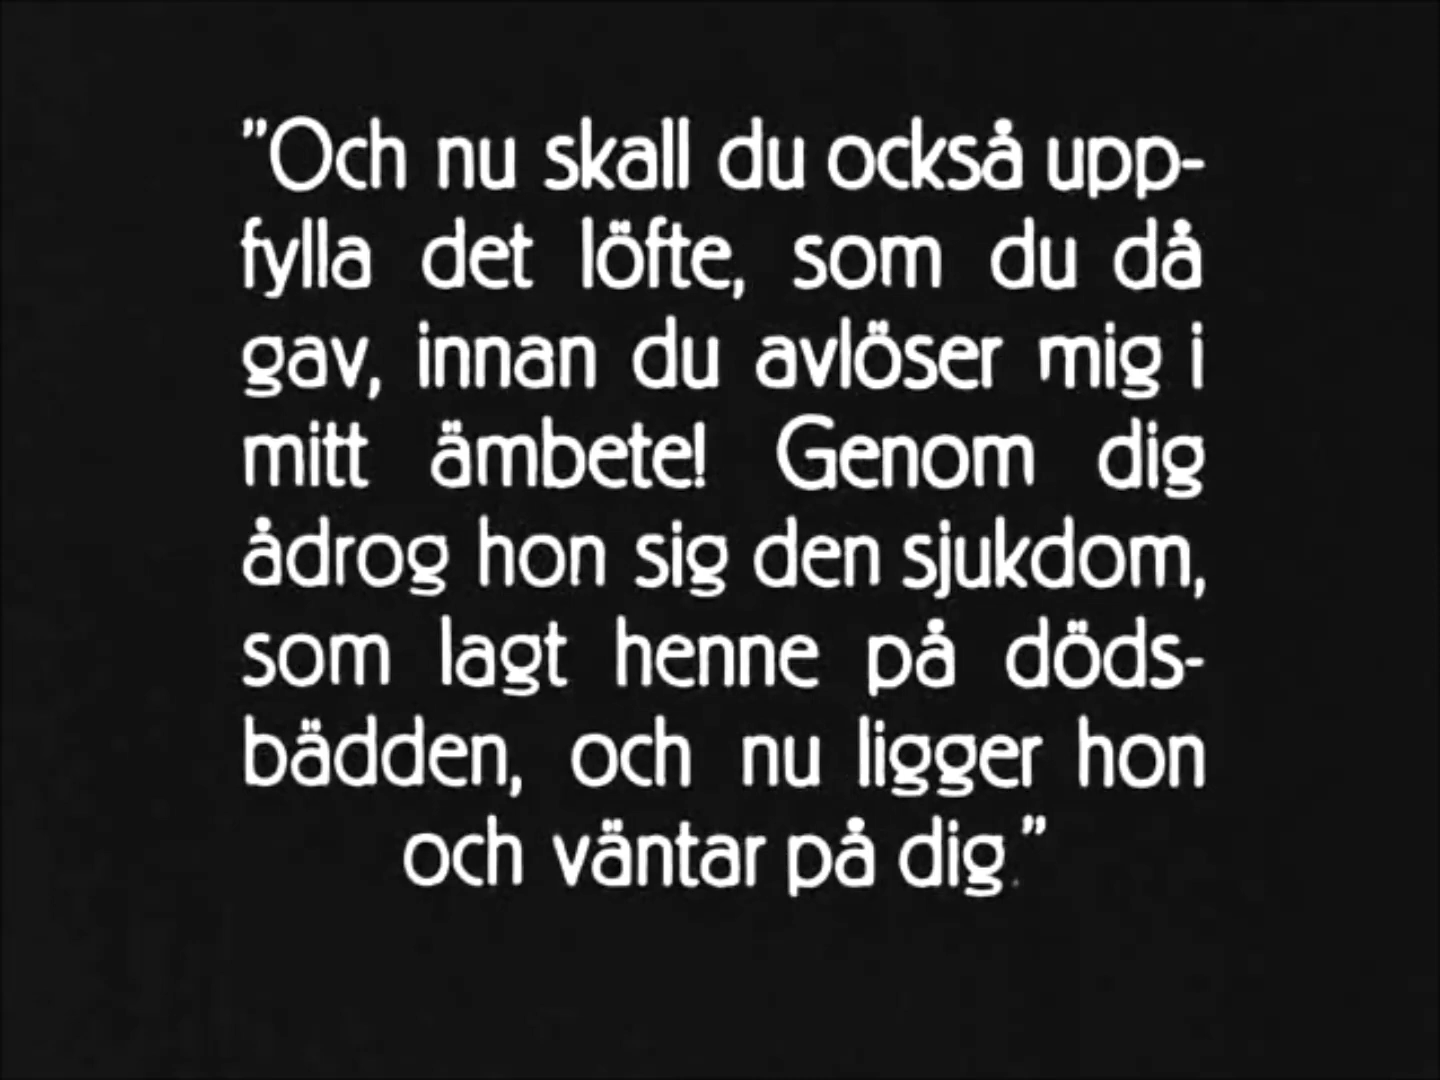 ”Och nu skall du också upp-
fylla det löfte, som du då
gav, innan du avlöser mig i
mitt ämbete! Genom dig
ådrog hon sig den sjukdom,
som lagt henne på döds-
bädden, och nu ligger hon
och väntar på dig.”